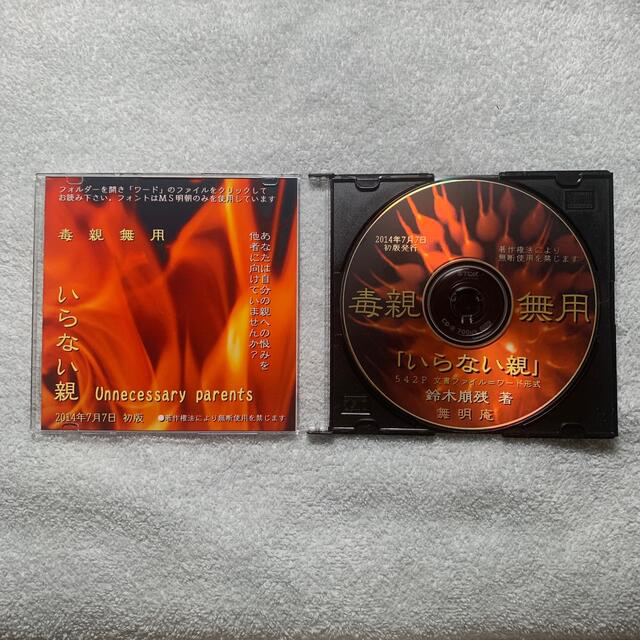 フォルダーを開き「ワード」のファイルをクリックして
お読み下さい。フォントはMS明朝のみを使用しています
毒親無用
あなたは自分の親への恨みを
他者に向けていませんか？
いらない親
Unnecessary parents
2014年7月7日 初版 ●著作権法により無断使用を禁じます
2014年7月7日
初版発行
著作権法により
無断使用を禁じます
TDK
毒親 無用
CD-R 700MB
「いらない親」
542P 文書ファイル=ワード形式
鈴木崩残 著
無明庵